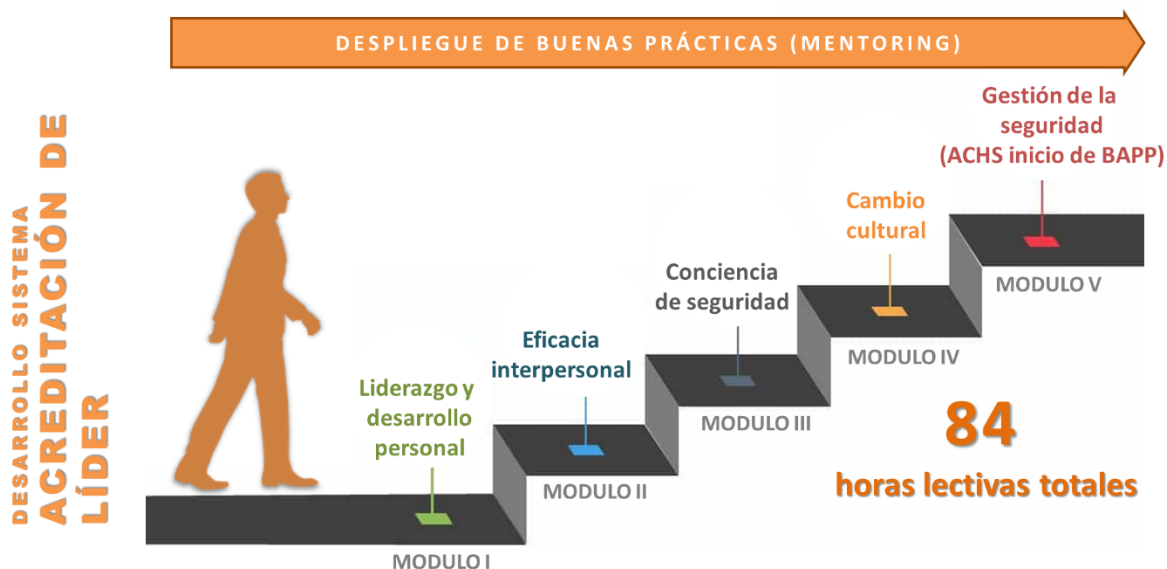 DESPLIEGUE DE BUENAS PRÁCTICAS (MENTORING)
DESARROLLO SISTEMA
ACREDITACIÓN DE
LÍDER
Liderazgo y
desarrollo
personal
MODULO I
Eficacia
interpersonal
MODULO II
Conciencia
de seguridad
MODULO III
Cambio
cultural
MODULO IV
Gestión de la
seguridad
(ACHS inicio de BAPP)
MODULO V
84
horas lectivas totales